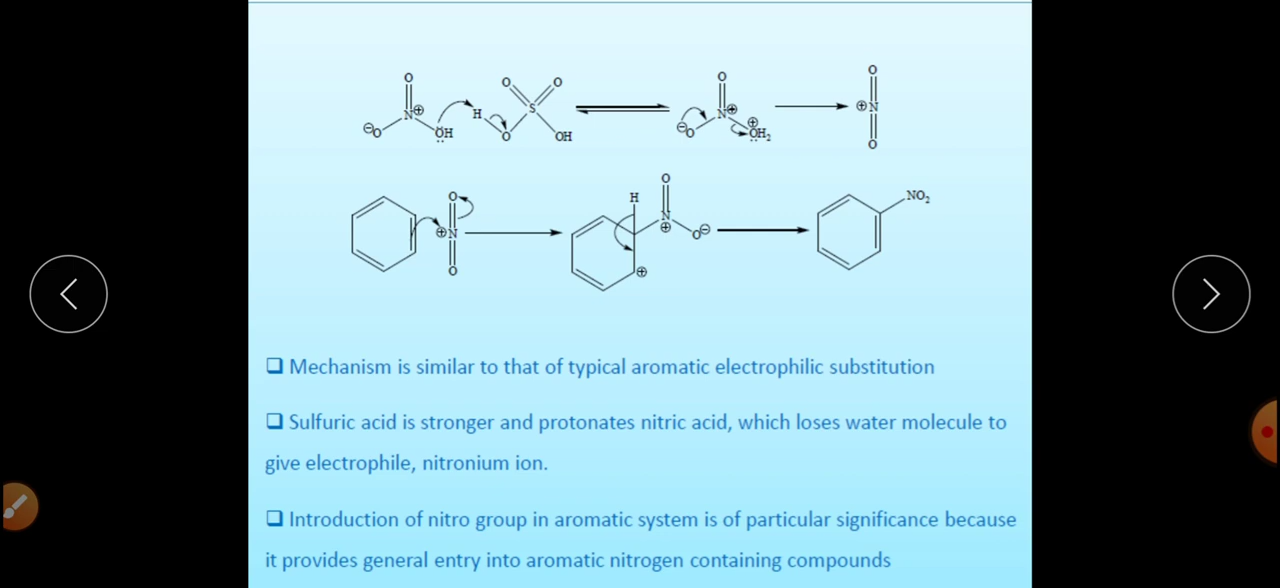 O O O O O
N⊕ H S N⊕ ⊕N
⊖O OH O OH ⊖O ⊕OH₂ O
O H O NO₂
⊕N N
⊕ O⊖
O ⊕
❑ Mechanism is similar to that of typical aromatic electrophilic substitution
❑ Sulfuric acid is stronger and protonates nitric acid, which loses water molecule to
give electrophile, nitronium ion.
❑ Introduction of nitro group in aromatic system is of particular significance because
it provides general entry into aromatic nitrogen containing compounds